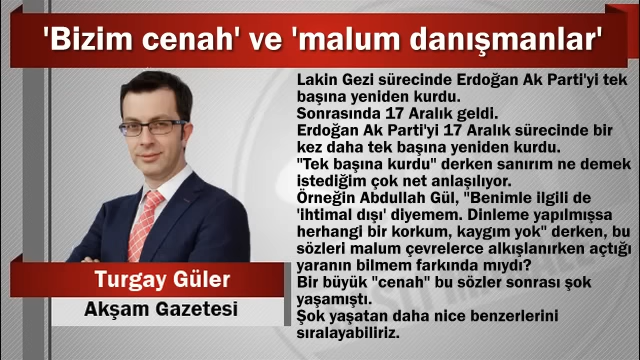 'Bizim cenah' ve 'malum danışmanlar'
Lakin Gezi sürecinde Erdoğan Ak Parti'yi tek
başına yeniden kurdu.
Sonrasında 17 Aralık geldi.
Erdoğan Ak Parti'yi 17 Aralık sürecinde bir
kez daha tek başına yeniden kurdu.
"Tek başına kurdu" derken sanırım ne demek
istediğim çok net anlaşılıyor.
Örneğin Abdullah Gül, "Benimle ilgili de
'ihtimal dışı' diyemem. Dinleme yapılmışsa
herhangi bir korkum, kaygım yok" derken, bu
sözleri malum çevrelerce alkışlanırken açtığı
yaranın bilmem farkında mıydı?
Bir büyük "cenah" bu sözler sonrası şok
yaşamıştı.
Şok yaşatan daha nice benzerlerini
sıralayabiliriz.
Turgay Güler
Akşam Gazetesi